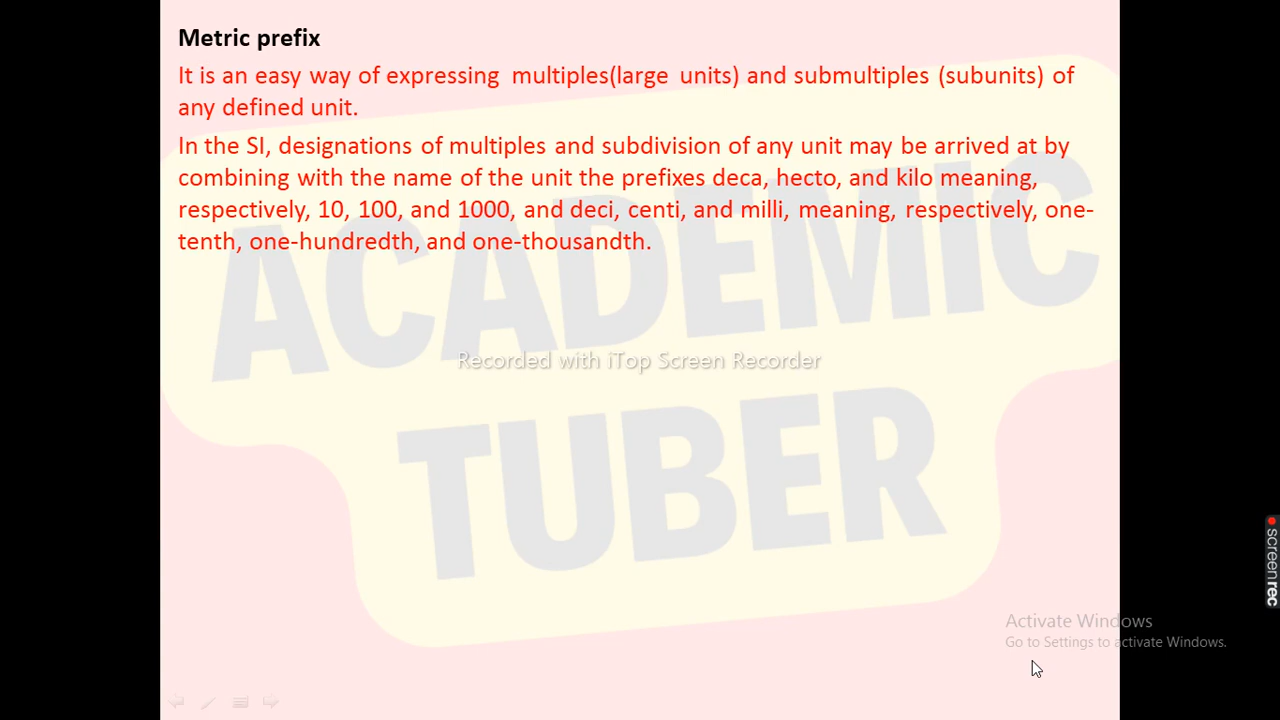 Metric prefix
It is an easy way of expressing multiples(large units) and submultiples (subunits) of
any defined unit.
In the SI, designations of multiples and subdivision of any unit may be arrived at by
combining with the name of the unit the prefixes deca, hecto, and kilo meaning,
respectively, 10, 100, and 1000, and deci, centi, and milli, meaning, respectively, one-
tenth, one-hundredth, and one-thousandth.
ACADEMIC
Recorded with iTop Screen Recorder
TUBER
screenrec
Activate Windows
Go to Settings to activate Windows.